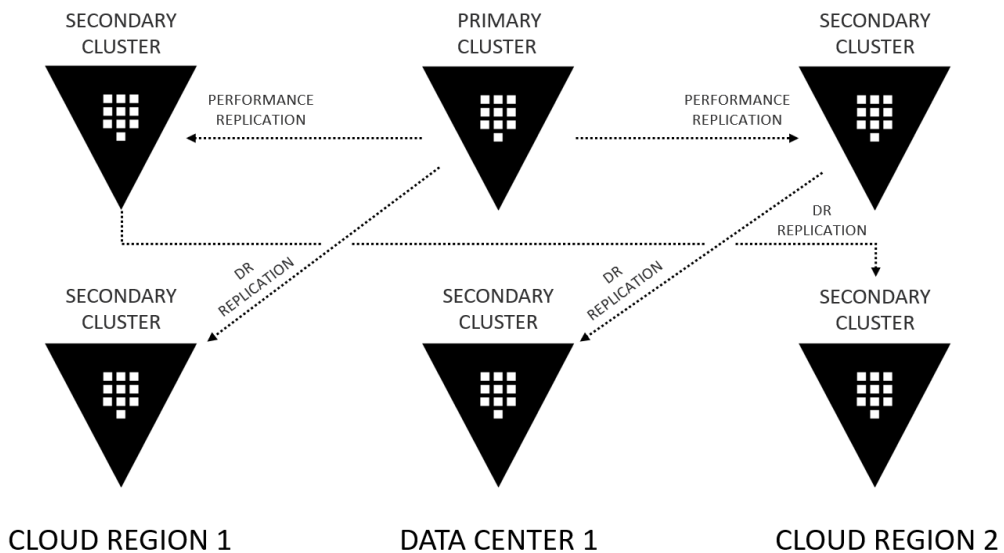 SECONDARY
CLUSTER
PRIMARY
CLUSTER
SECONDARY
CLUSTER
PERFORMANCE
REPLICATION
PERFORMANCE
REPLICATION
DR
REPLICATION
DR
REPLICATION
DR
REPLICATION
SECONDARY
CLUSTER
SECONDARY
CLUSTER
SECONDARY
CLUSTER
CLOUD REGION 1
DATA CENTER 1
CLOUD REGION 2